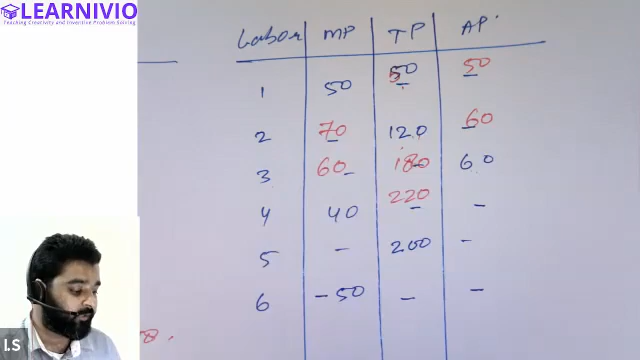 LEARNIVIO
Teaching Creativity and Inventive Problem Solving
Labor MP TP AP
1 50 50 50
2 70 120 60
3 60 180 60
4 40 220 -
5 - 200 -
6 -50 - -
I.S